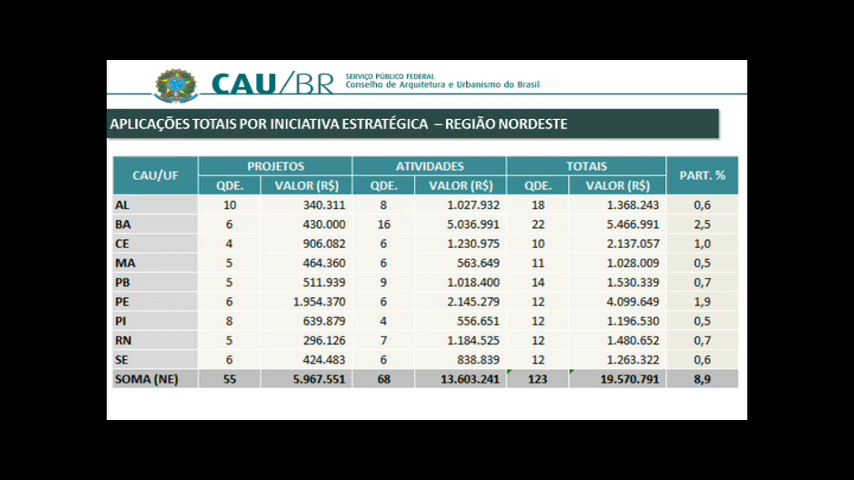 CAU/BR
SERVIÇO PÚBLICO FEDERAL
Conselho de Arquitetura e Urbanismo do Brasil
APLICAÇÕES TOTAIS POR INICIATIVA ESTRATÉGICA – REGIÃO NORDESTE
CAU/UF PROJETOS ATIVIDADES TOTAIS PART. %
QDE. VALOR (R$) QDE. VALOR (R$) QDE. VALOR (R$)
AL 10 340.311 8 1.027.932 18 1.368.243 0,6
BA 6 430.000 16 5.036.991 22 5.466.991 2,5
CE 4 906.082 6 1.230.975 10 2.137.057 1,0
MA 5 464.360 6 563.649 11 1.028.009 0,5
PB 5 511.939 9 1.018.400 14 1.530.339 0,7
PE 6 1.954.370 6 2.145.279 12 4.099.649 1,9
PI 8 639.879 4 556.651 12 1.196.530 0,5
RN 5 296.126 7 1.184.525 12 1.480.652 0,7
SE 6 424.483 6 838.839 12 1.263.322 0,6
SOMA (NE) 55 5.967.551 68 13.603.241 123 19.570.791 8,9